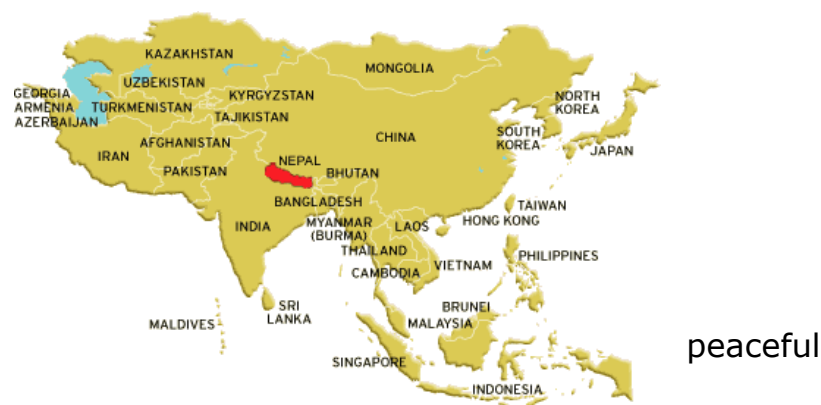 KAZAKHSTAN
MONGOLIA
UZBEKISTAN
GEORGIA
KYRGYZSTAN
NORTH
KOREA
ARMENIA
TURKMENISTAN
TAJIKISTAN
AZERBAIJAN
CHINA
SOUTH
KOREA
AFGHANISTAN
JAPAN
IRAN
NEPAL
PAKISTAN
BHUTAN
BANGLADESH
TAIWAN
HONG KONG
INDIA
MYANMAR
(BURMA)
LAOS
THAILAND
PHILIPPINES
VIETNAM
CAMBODIA
SRI
LANKA
BRUNEI
MALDIVES
MALAYSIA
peaceful
SINGAPORE
INDONESIA